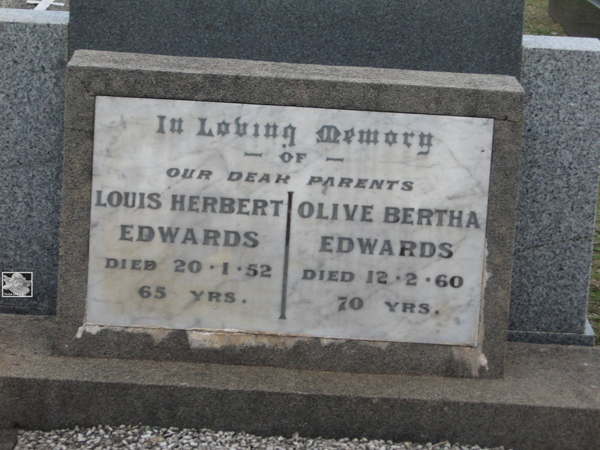 In Loving Memory
— OF —
OUR DEAR PARENTS
LOUIS HERBERT
EDWARDS
DIED 20·1·52
65 YRS.
OLIVE BERTHA
EDWARDS
DIED 12·2·60
70 YRS.